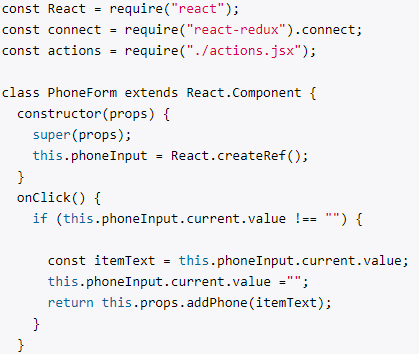 const React = require("react");
const connect = require("react-redux").connect;
const actions = require("./actions.jsx");

class PhoneForm extends React.Component {
  constructor(props) {
    super(props);
    this.phoneInput = React.createRef();
  }
  onClick() {
    if (this.phoneInput.current.value !== "") {

      const itemText = this.phoneInput.current.value;
      this.phoneInput.current.value ="";
      return this.props.addPhone(itemText);
    }
  }